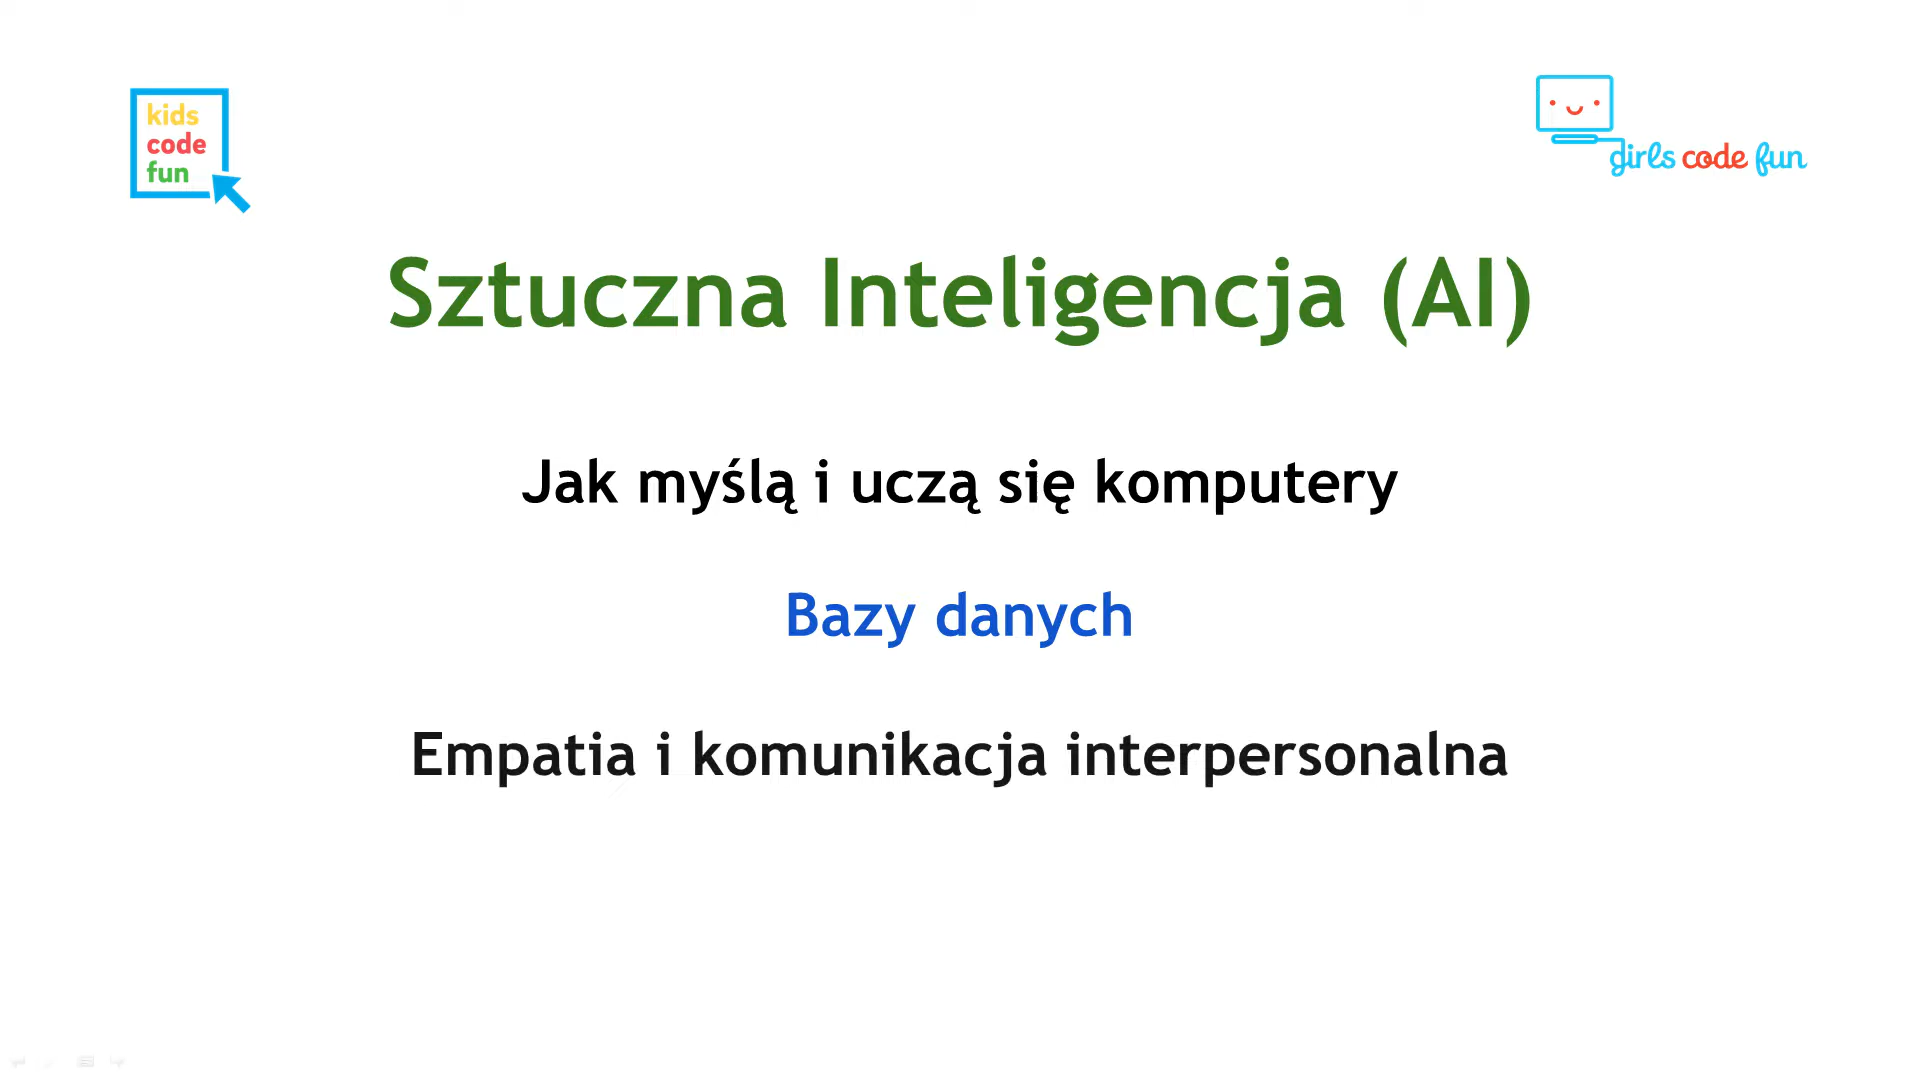 kids
code
fun
girls code fun
Sztuczna Inteligencja (AI)
Jak myślą i uczą się komputery
Bazy danych
Empatia i komunikacja interpersonalna